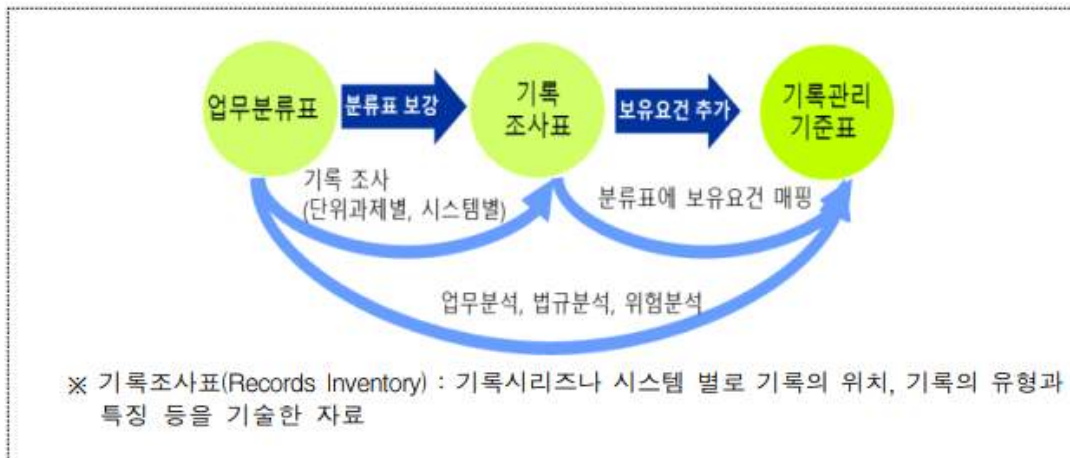 업무분류표
분류표 보강
기록
조사표
보유요건 추가
기록관리
기준표
기록 조사
(단위과제별, 시스템별)
분류표에 보유요건 매핑
업무분석, 법규분석, 위험분석
※ 기록조사표(Records Inventory) : 기록시리즈나 시스템 별로 기록의 위치, 기록의 유형과
특징 등을 기술한 자료